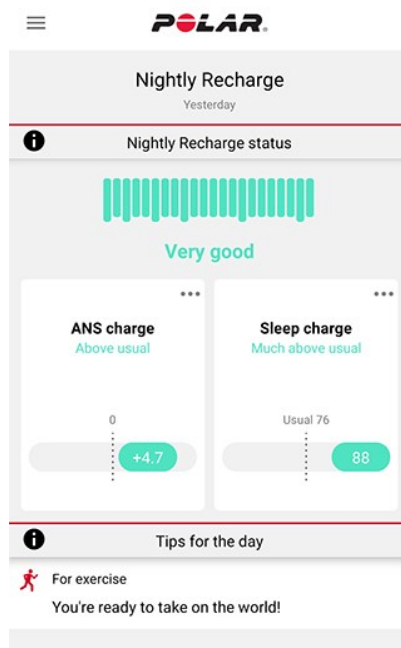 POLAR.
Nightly Recharge
Yesterday
Nightly Recharge status
Very good
ANS charge
Above usual
0
+4.7
Sleep charge
Much above usual
Usual 76
88
Tips for the day
For exercise
You're ready to take on the world!